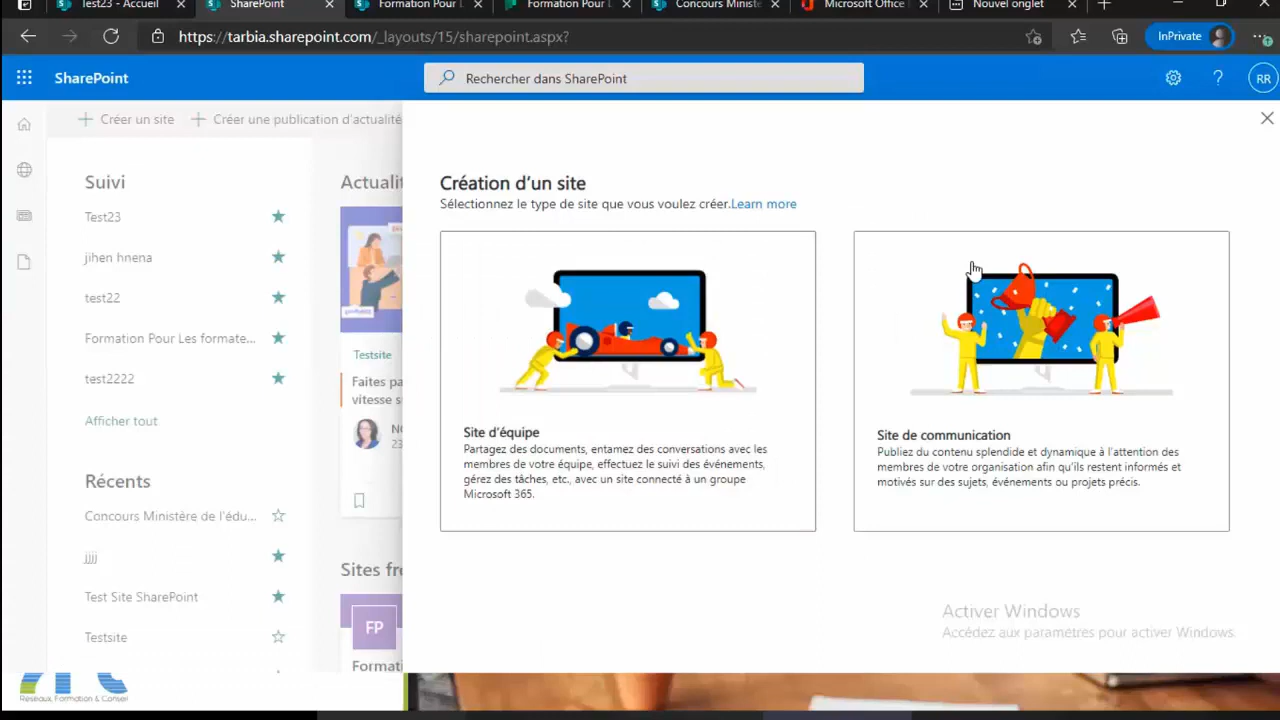 Test23 - Accueil
SharePoint
Formation Pour L
Formation Pour L
Concours Ministè
Microsoft Office
Nouvel onglet
https://tarbia.sharepoint.com/_layouts/15/sharepoint.aspx?
InPrivate
SharePoint
Rechercher dans SharePoint
?
RR
Créer un site
Créer une publication d'actualité
Suivi
Test23
jihen hnena
test22
Formation Pour Les formate...
test2222
Afficher tout
Récents
Concours Ministère de l'édu...
jjjj
Test Site SharePoint
Testsite
Actualit
Testsite
Faites pa
vitesse s
NC
23
Sites fre
FP
Formati
Création d'un site
Sélectionnez le type de site que vous voulez créer.Learn more
Site d'équipe
Partagez des documents, entamez des conversations avec les
membres de votre équipe, effectuez le suivi des événements,
gérez des tâches, etc., avec un site connecté à un groupe
Microsoft 365.
Site de communication
Publiez du contenu splendide et dynamique à l'attention des
membres de votre organisation afin qu'ils restent informés et
motivés sur des sujets, événements ou projets précis.
Activer Windows
Accédez aux paramètres pour activer Windows.
Réseaux, Formation & Conseil